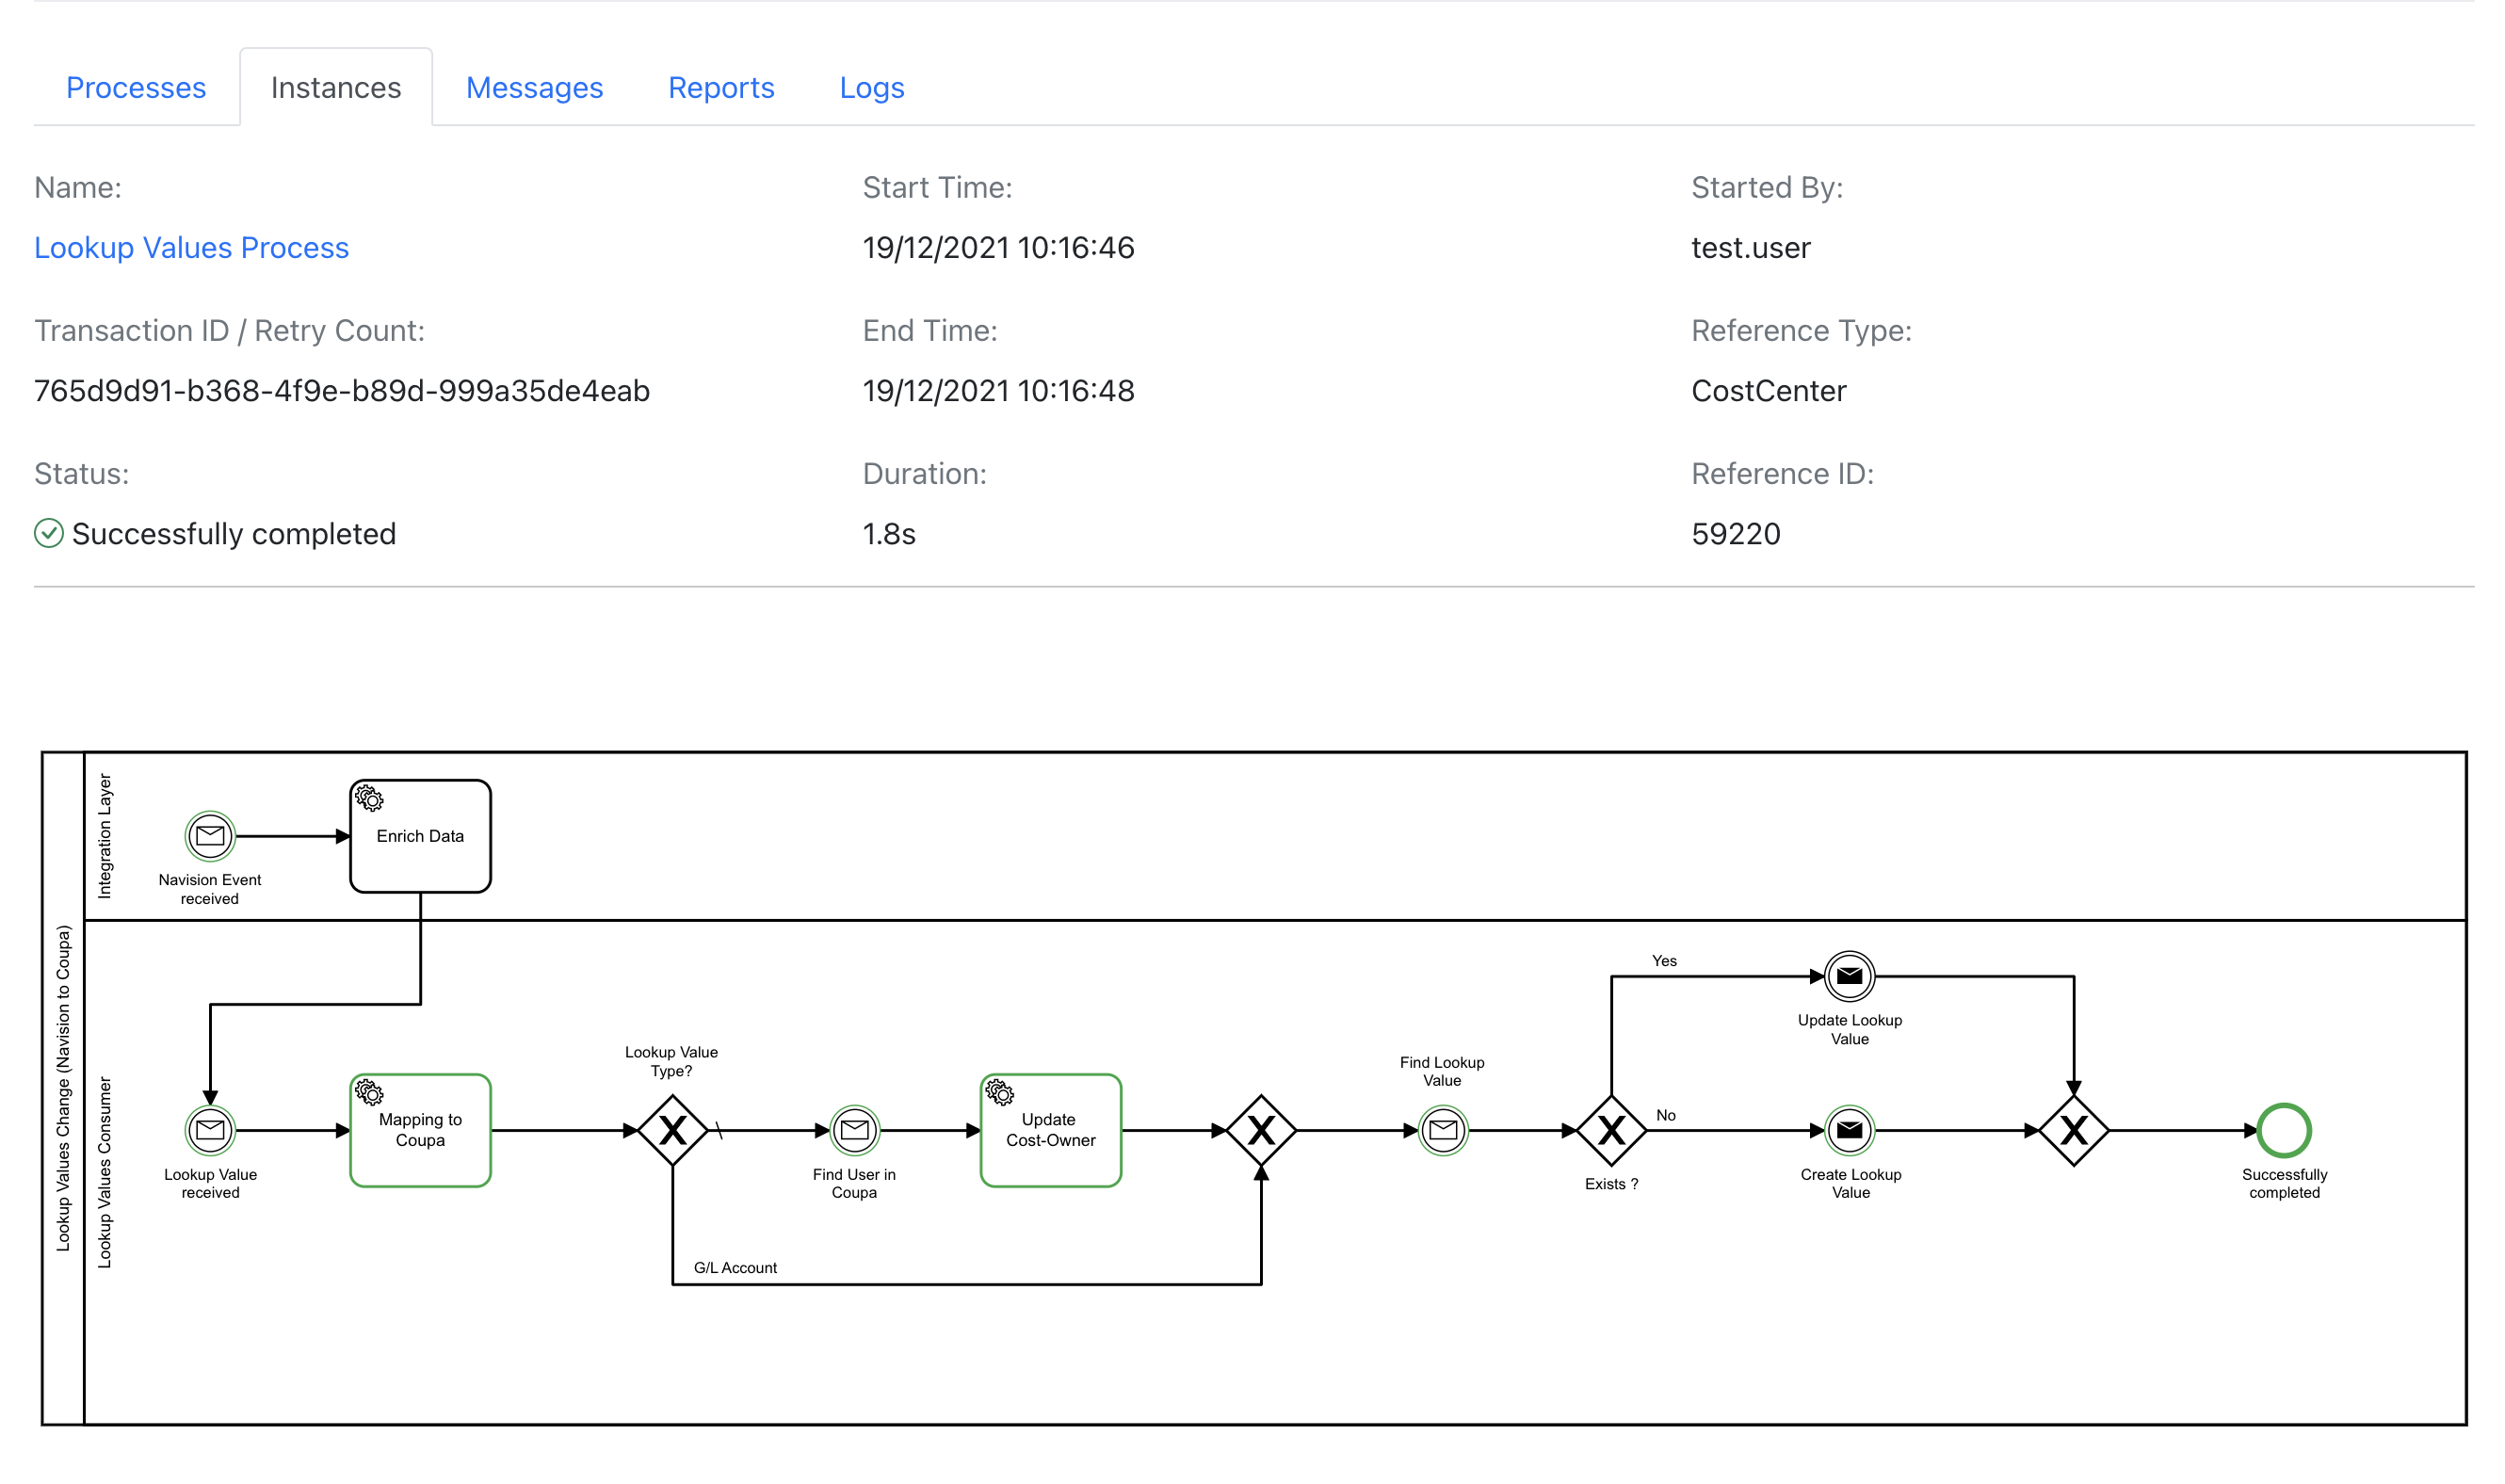 Processes Instances Messages Reports Logs
Name: Start Time: Started By:
Lookup Values Process 19/12/2021 10:16:46 test.user
Transaction ID / Retry Count: End Time: Reference Type:
765d9d91-b368-4f9e-b89d-999a35de4eab 19/12/2021 10:16:48 CostCenter
Status: Duration: Reference ID:
Successfully completed 1.8s 59220
Lookup Values Change (Navision to Coupa)
Integration Layer
Navision Event
received
Enrich Data
Lookup Values Consumer
Lookup Value
received
Mapping to
Coupa
Lookup Value
Type?
G/L Account
Find User in
Coupa
Update
Cost-Owner
Find Lookup
Value
Exists ?
Yes
Update Lookup
Value
No
Create Lookup
Value
Successfully
completed